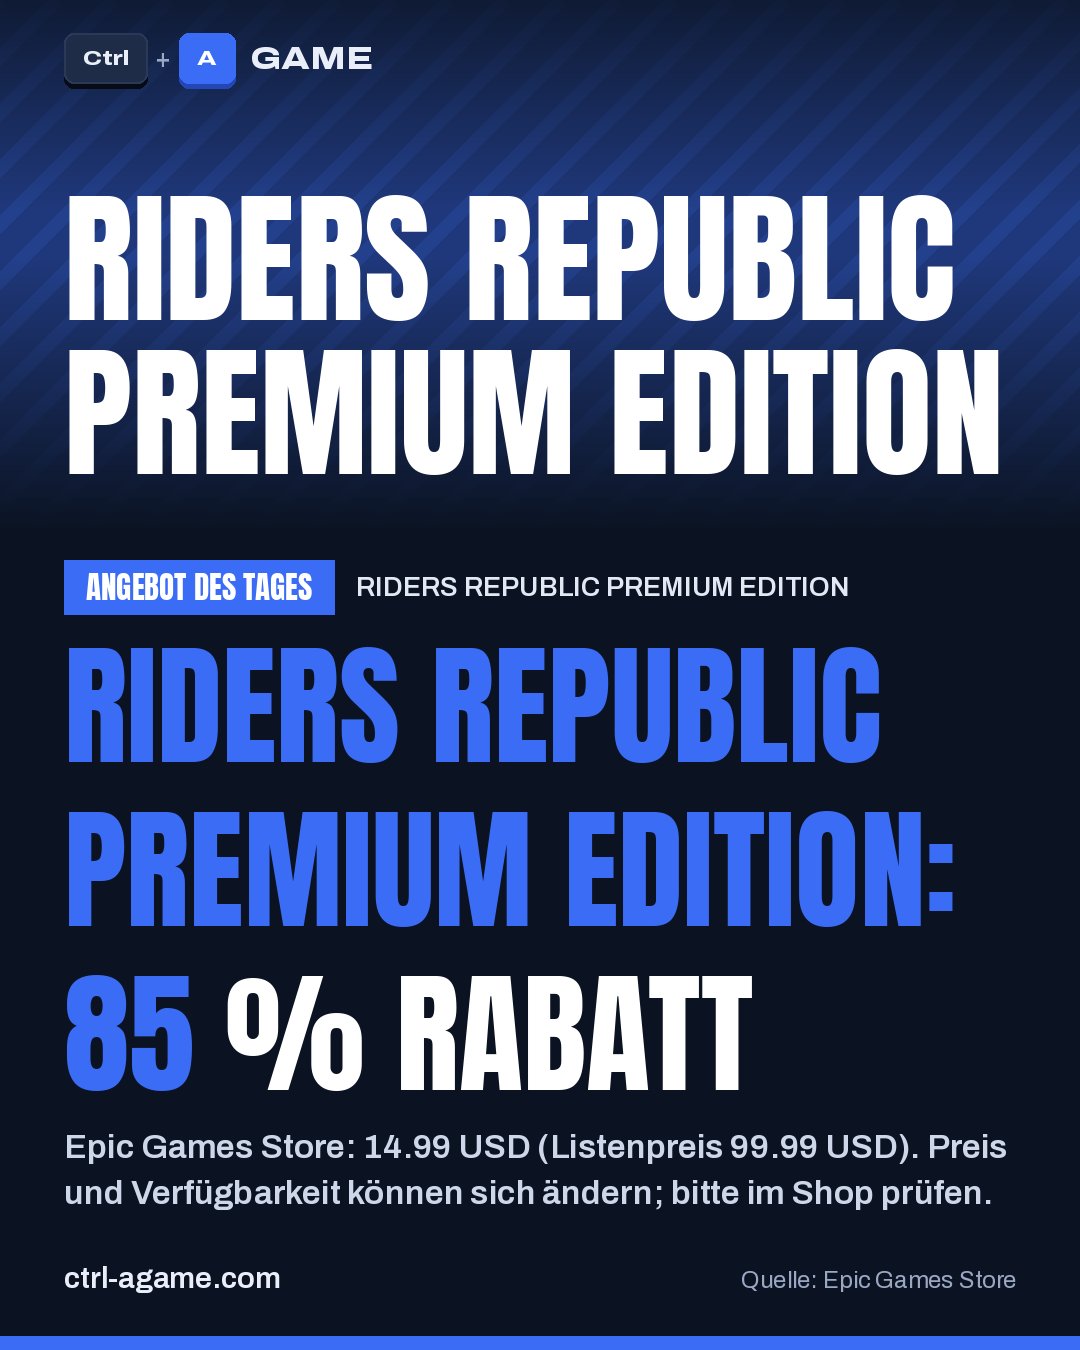 Ctrl + A GAME
RIDERS REPUBLIC
PREMIUM EDITION
ANGEBOT DES TAGES RIDERS REPUBLIC PREMIUM EDITION
RIDERS REPUBLIC
PREMIUM EDITION:
85 % RABATT
Epic Games Store: 14.99 USD (Listenpreis 99.99 USD). Preis
und Verfügbarkeit können sich ändern; bitte im Shop prüfen.
ctrl-agame.com Quelle: Epic Games Store